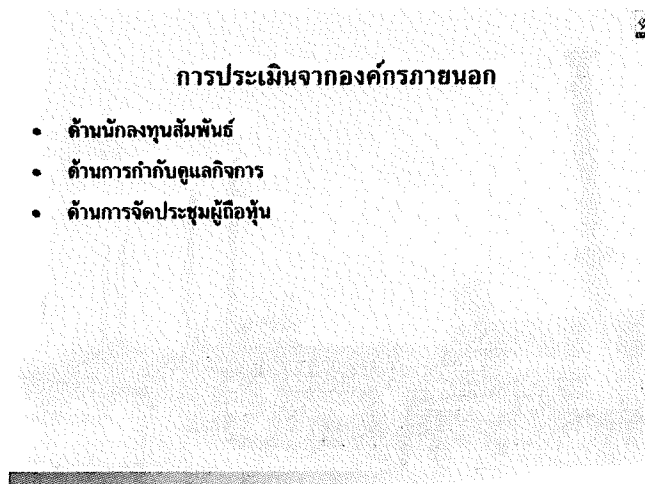 การประเมินจากองค์กรภายนอก
• ด้านนักลงทุนสัมพันธ์
• ด้านการกำกับดูแลกิจการ
• ด้านการจัดประชุมผู้ถือหุ้น